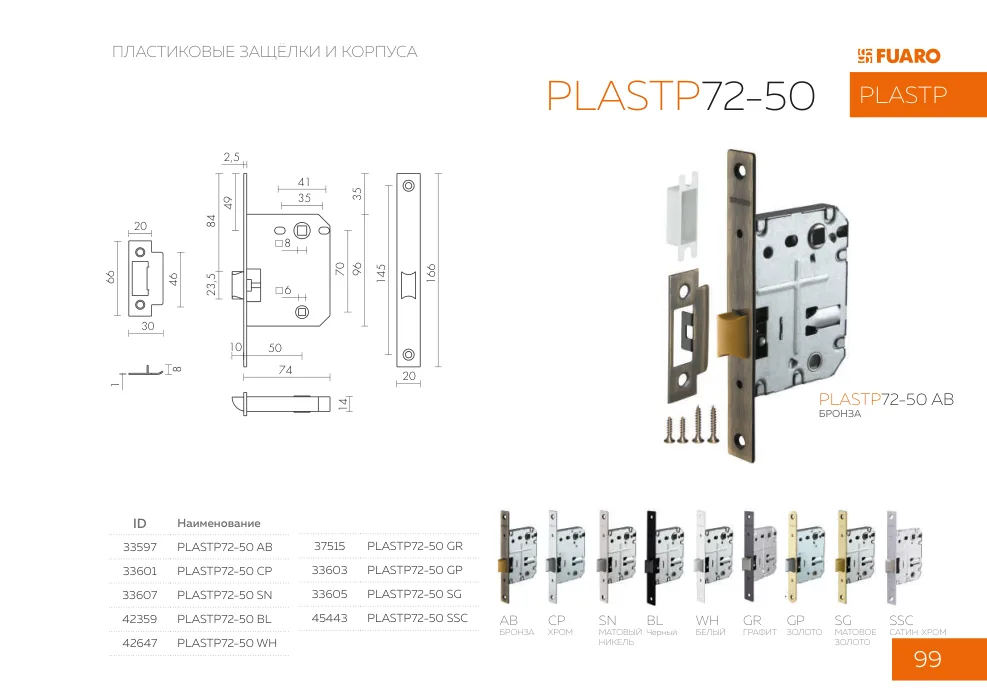 ПЛАСТИКОВЫЕ ЗАЩЁЛКИ И КОРПУСА
FUARO
PLASTP72-50
PLASTP
2,5
41
35
49
84
35
20
□8
66
46
70
96
145
166
23,5
□6
30
10
50
74
20
8
1
14
PLASTP72-50 AB
БРОНЗА
ID Наименование
33597 PLASTP72-50 AB
33601 PLASTP72-50 CP
33607 PLASTP72-50 SN
42359 PLASTP72-50 BL
42647 PLASTP72-50 WH
37515 PLASTP72-50 GR
33603 PLASTP72-50 GP
33605 PLASTP72-50 SG
45443 PLASTP72-50 SSC
AB
БРОНЗА
CP
ХРОМ
SN
МАТОВЫЙ
НИКЕЛЬ
BL
Черный
WH
БЕЛЫЙ
GR
ГРАФИТ
GP
ЗОЛОТО
SG
МАТОВОЕ
ЗОЛОТО
SSC
САТИН ХРОМ
99